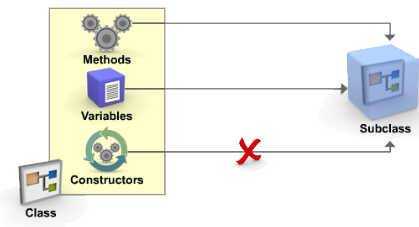 Methods
Variables
Subclass
Constructors
Class